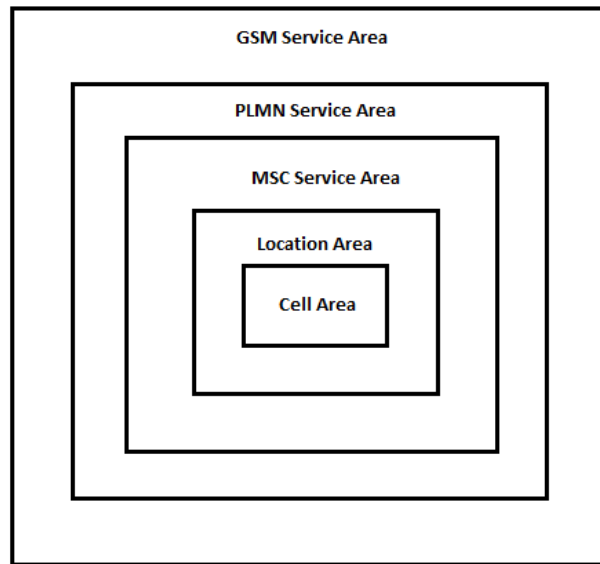 GSM Service Area
PLMN Service Area
MSC Service Area
Location Area
Cell Area